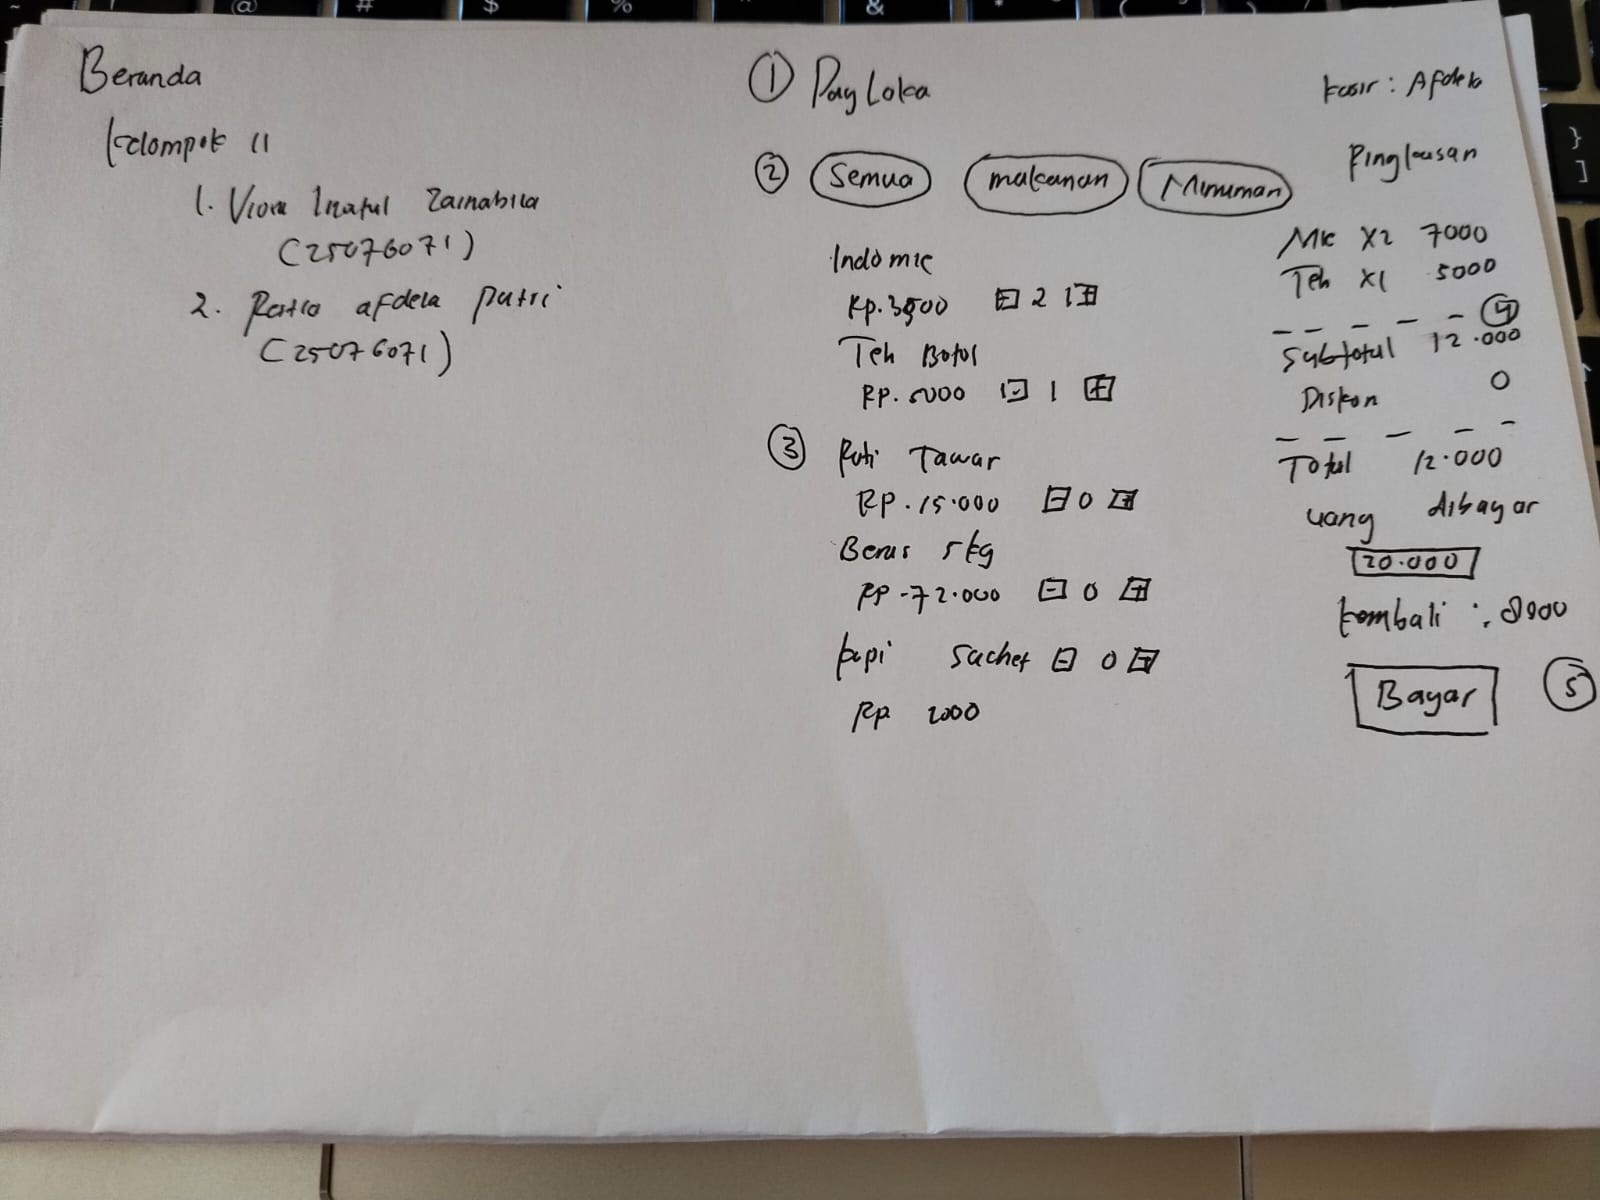 Beranda
Kelompok 11
1. Viona Inatul Zainabila
(25076071)
2. Rastra afdela putri
(25076071)
① Pay Loka
② Semua makanan Minuman
Indomie
Rp. 3500 - 2 +
Teh Botol
Rp. 5000 - 1 +
③ Roti Tawar
Rp. 15.000 - 0 +
Beras 5kg
Rp. 72.000 - 0 +
kopi sachet - 0 +
Rp 2000
kasir : Afdela
Mie x2 7000
Teh x1 5000
④
Subtotal 12.000
Diskon 0
Total 12.000
uang dibayar
20.000
kembali : 8000
Bayar ⑤